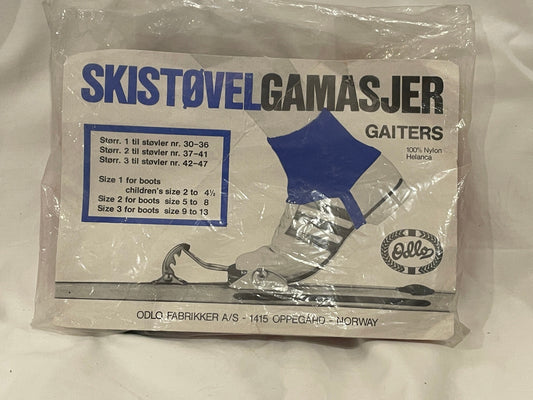 SKISTØVELGAMASJER
GAITERS
100% Nylon
Helanca
Størr. 1 til støvler nr. 30–36
Størr. 2 til støvler nr. 37–41
Størr. 3 til støvler nr. 42–47
Size 1 for boots
children's size 2 to 4½
Size 2 for boots size 5 to 8
Size 3 for boots size 9 to 13
Odlo
ODLO FABRIKKER A/S - 1415 OPPEGÅRD - NORWAY